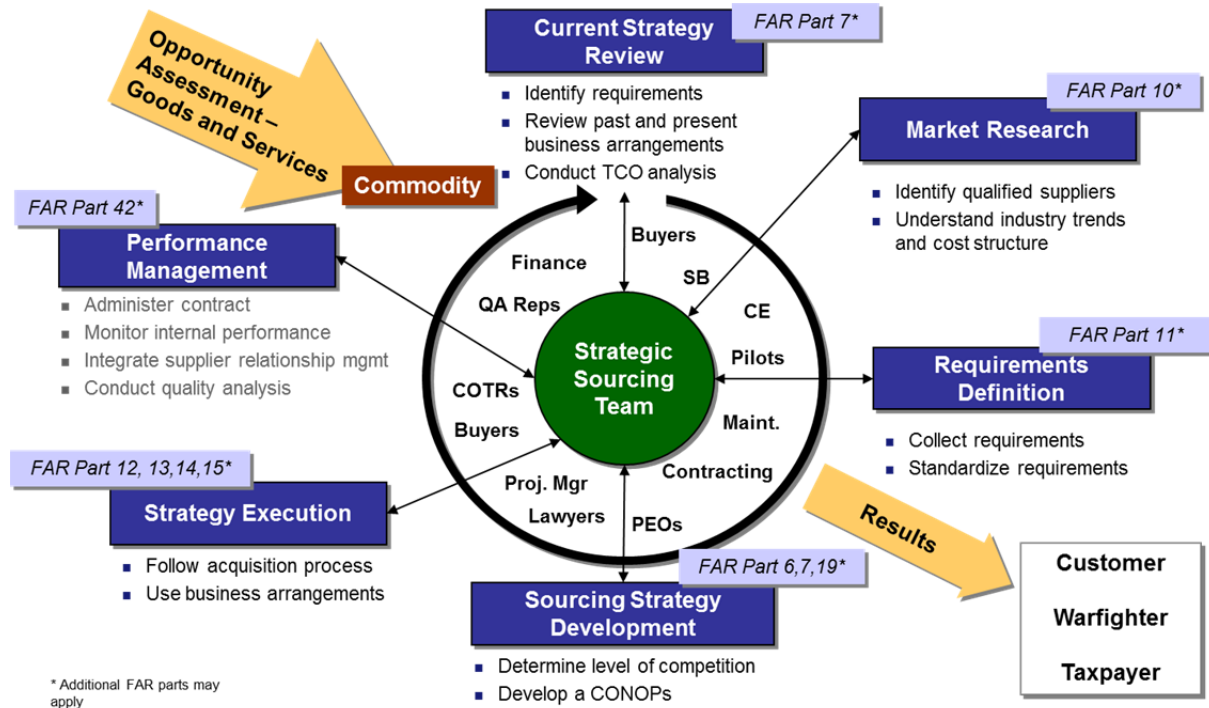 Opportunity
Assessment –
Goods and Services
Commodity
FAR Part 7*
Current Strategy
Review
Identify requirements
Review past and present
business arrangements
Conduct TCO analysis
FAR Part 10*
Market Research
Identify qualified suppliers
Understand industry trends
and cost structure
FAR Part 42*
Performance
Management
Administer contract
Monitor internal performance
Integrate supplier relationship mgmt
Conduct quality analysis
Buyers
Finance
SB
QA Reps
CE
Strategic
Sourcing
Team
Pilots
COTRs
Maint.
Buyers
Contracting
Proj. Mgr
Lawyers
PEOs
FAR Part 11*
Requirements
Definition
Collect requirements
Standardize requirements
FAR Part 12, 13,14,15*
Strategy Execution
Follow acquisition process
Use business arrangements
FAR Part 6,7,19*
Sourcing Strategy
Development
Determine level of competition
Develop a CONOPs
Results
Customer
Warfighter
Taxpayer
* Additional FAR parts may
apply